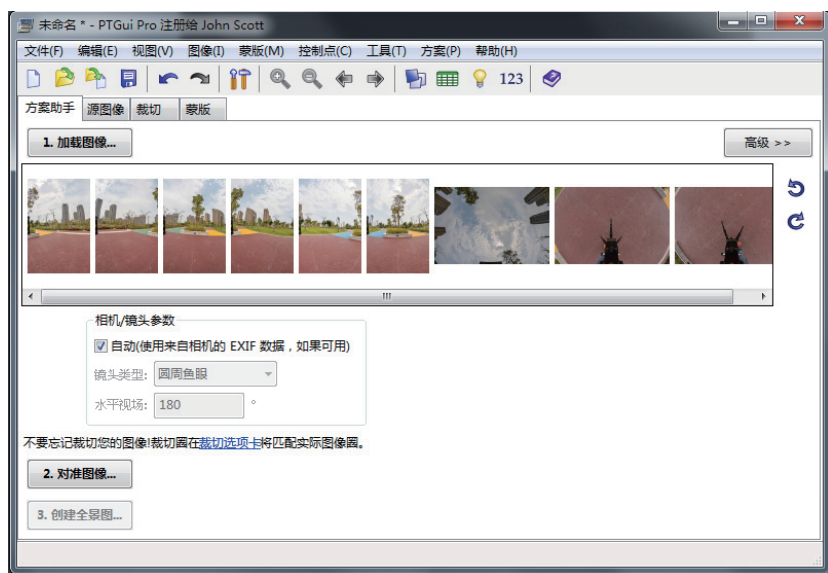 未命名 * - PTGui Pro 注册给 John Scott
文件(F) 编辑(E) 视图(V) 图像(I) 蒙版(M) 控制点(C) 工具(T) 方案(P) 帮助(H)
123
方案助手 源图像 裁切 蒙版
1. 加载图像... 高级 >>
相机/镜头参数
自动(使用来自相机的 EXIF 数据，如果可用)
镜头类型: 圆周鱼眼
水平视场: 180 °
不要忘记裁切您的图像!裁切圆在裁切选项卡将匹配实际图像圆。
2. 对准图像...
3. 创建全景图...